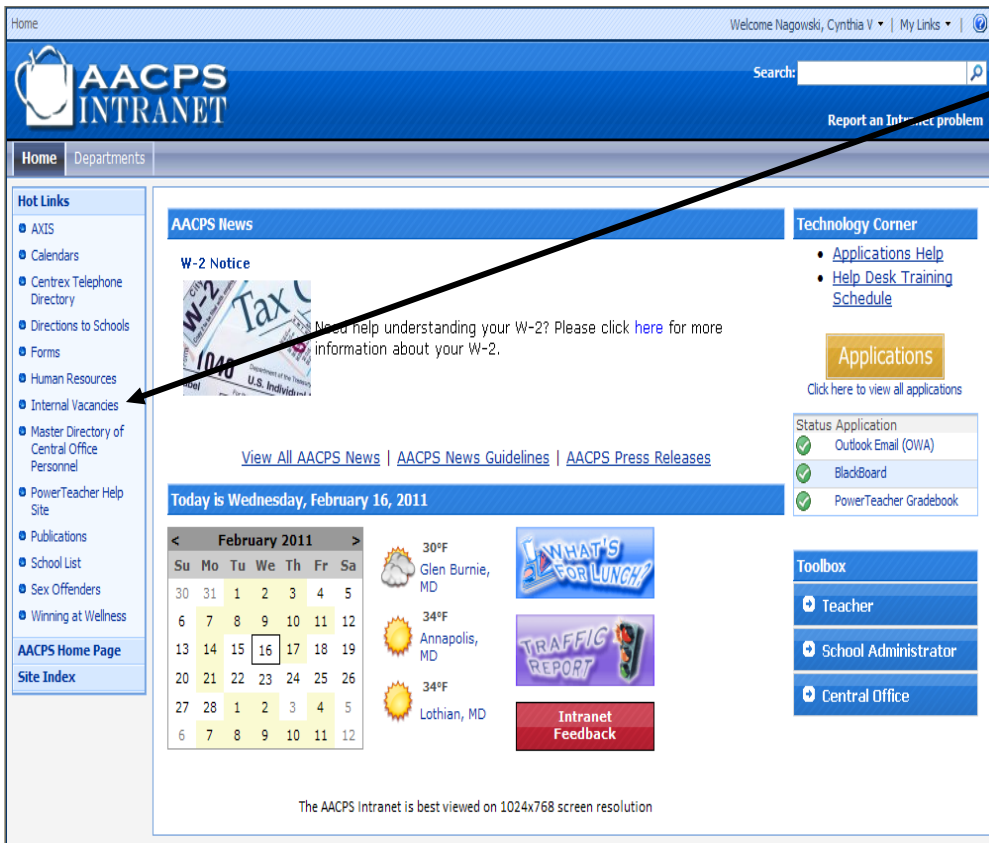 Home
Welcome Nagowski, Cynthia V
My Links
AACPS
INTRANET
Search:
Report an Intranet problem
Home
Departments
Hot Links
AXIS
Calendars
Centrex Telephone
Directory
Directions to Schools
Forms
Human Resources
Internal Vacancies
Master Directory of
Central Office
Personnel
PowerTeacher Help
Site
Publications
School List
Sex Offenders
Winning at Wellness
AACPS Home Page
Site Index
AACPS News
W-2 Notice
W-2
Tax
1040
Department of the Treasury
U.S. Individual
Need help understanding your W-2? Please click here for more
information about your W-2.
View All AACPS News | AACPS News Guidelines | AACPS Press Releases
Today is Wednesday, February 16, 2011
< February 2011 >
Su Mo Tu We Th Fr Sa
30 31 1 2 3 4 5
6 7 8 9 10 11 12
13 14 15 16 17 18 19
20 21 22 23 24 25 26
27 28 1 2 3 4 5
6 7 8 9 10 11 12
30°F
Glen Burnie,
MD
34°F
Annapolis,
MD
34°F
Lothian, MD
WHAT'S
FOR LUNCH?
TRAFFIC
REPORT
Intranet
Feedback
The AACPS Intranet is best viewed on 1024x768 screen resolution
Technology Corner
Applications Help
Help Desk Training
Schedule
Applications
Click here to view all applications
Status Application
Outlook Email (OWA)
BlackBoard
PowerTeacher Gradebook
Toolbox
Teacher
School Administrator
Central Office